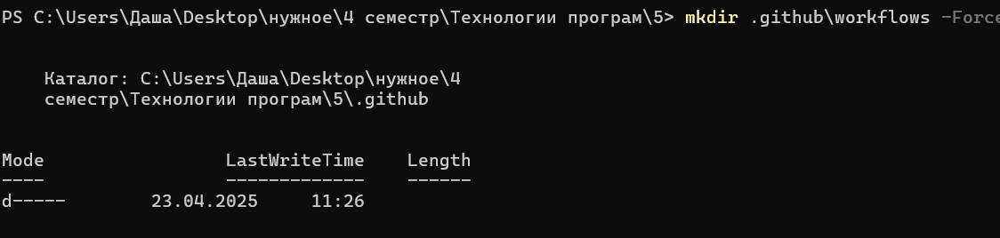 PS C:\Users\Даша\Desktop\нужное\4 семестр\Технологии програм\5> mkdir .github\workflows -Force
Каталог: C:\Users\Даша\Desktop\нужное\4
семестр\Технологии програм\5\.github
Mode LastWriteTime Length
---- ------------- ------
d----- 23.04.2025 11:26